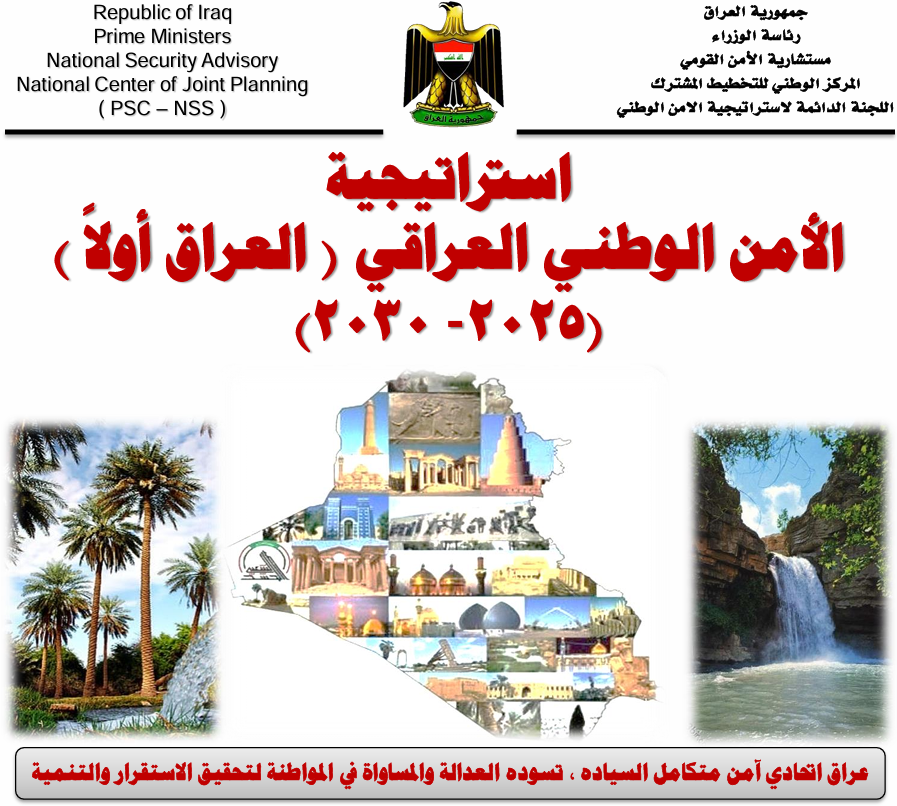 Republic of Iraq
Prime Ministers
National Security Advisory
National Center of Joint Planning
( PSC – NSS )
جمهورية العراق
رئاسة الوزراء
مستشارية الأمن القومي
المركز الوطني للتخطيط المشترك
اللجنة الدائمة لاستراتيجية الامن الوطني
جمهورية العراق
استراتيجية
الأمن الوطني العراقي ( العراق أولاً )
(٢٠٢٥- ٢٠٣٠)
عراق اتحادي آمن متكامل السياده ، تسوده العدالة والمساواة في المواطنة لتحقيق الاستقرار والتنمية